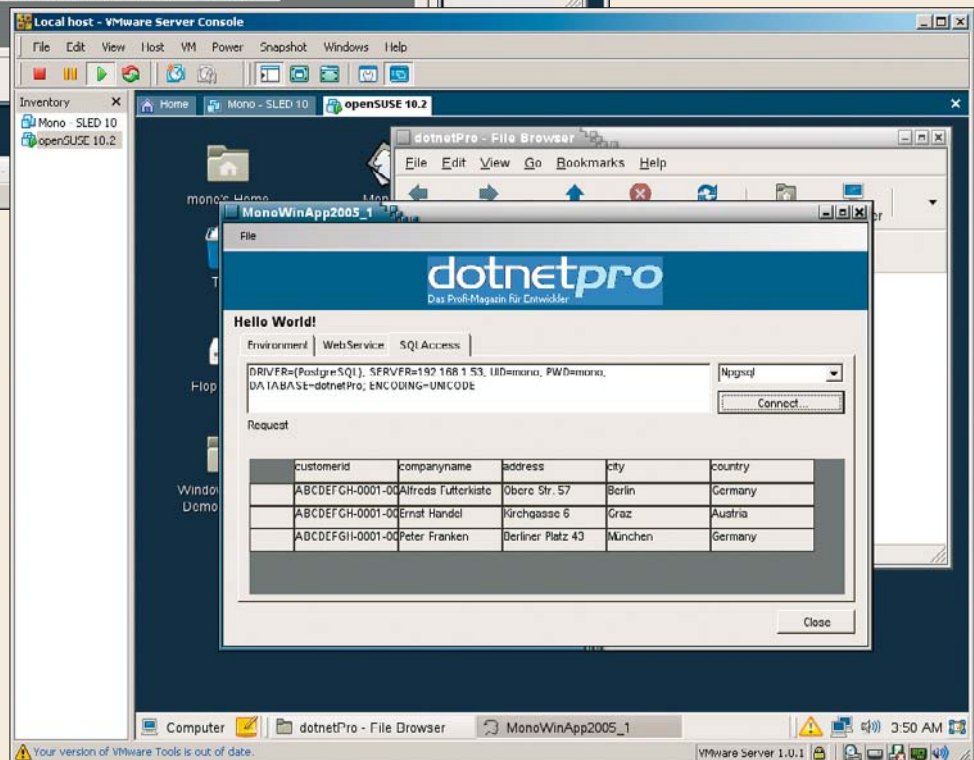 Local host - VMware Server Console
File Edit View Host VM Power Snapshot Windows Help
Inventory
Mono - SLED 10
openSUSE 10.2
Home Mono - SLED 10 openSUSE 10.2
dotnetPro - File Browser
File Edit View Go Bookmarks Help
mono's Home
MonoWinApp2005_1
File
dotnetpro
Das Profi-Magazin für Entwickler
Hello World!
Environment WebService SQLAccess
DRIVER={PostgreSQL}, SERVER=192.168.1.53, UID=mono, PWD=mono,
DATABASE=dotnetPro; ENCODING=UNICODE
Npgsql
Connect...
Request
customerid companyname address city country
ABCDEFGH-0001-00 Alfreds Futterkiste Obere Str. 57 Berlin Germany
ABCDEFGH-0001-00 Ernst Handel Kirchgasse 6 Graz Austria
ABCDEFGH-0001-00 Peter Franken Berliner Platz 43 München Germany
Close
Flop
Window
Demo
Computer dotnetPro - File Browser MonoWinApp2005_1 3:50 AM
Your version of VMware Tools is out of date. VMware Server 1.0.1